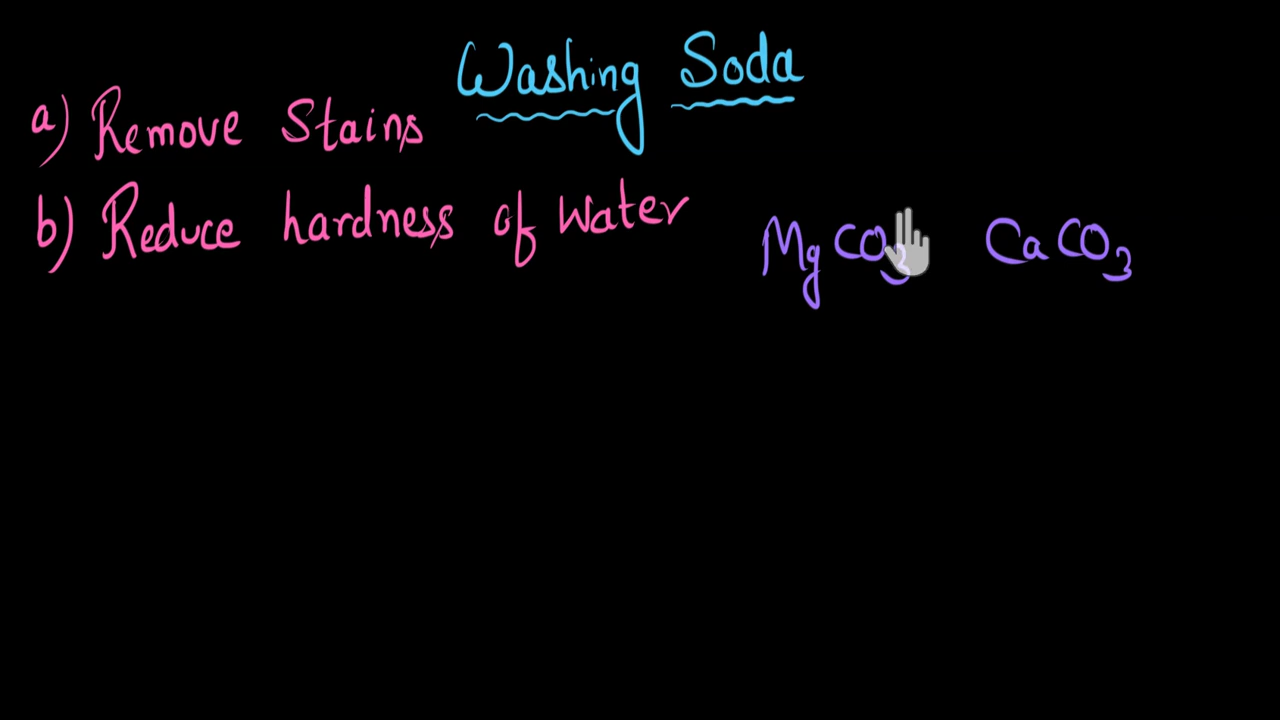 Washing Soda
a) Remove Stains
b) Reduce hardness of Water
MgCO3 CaCO3